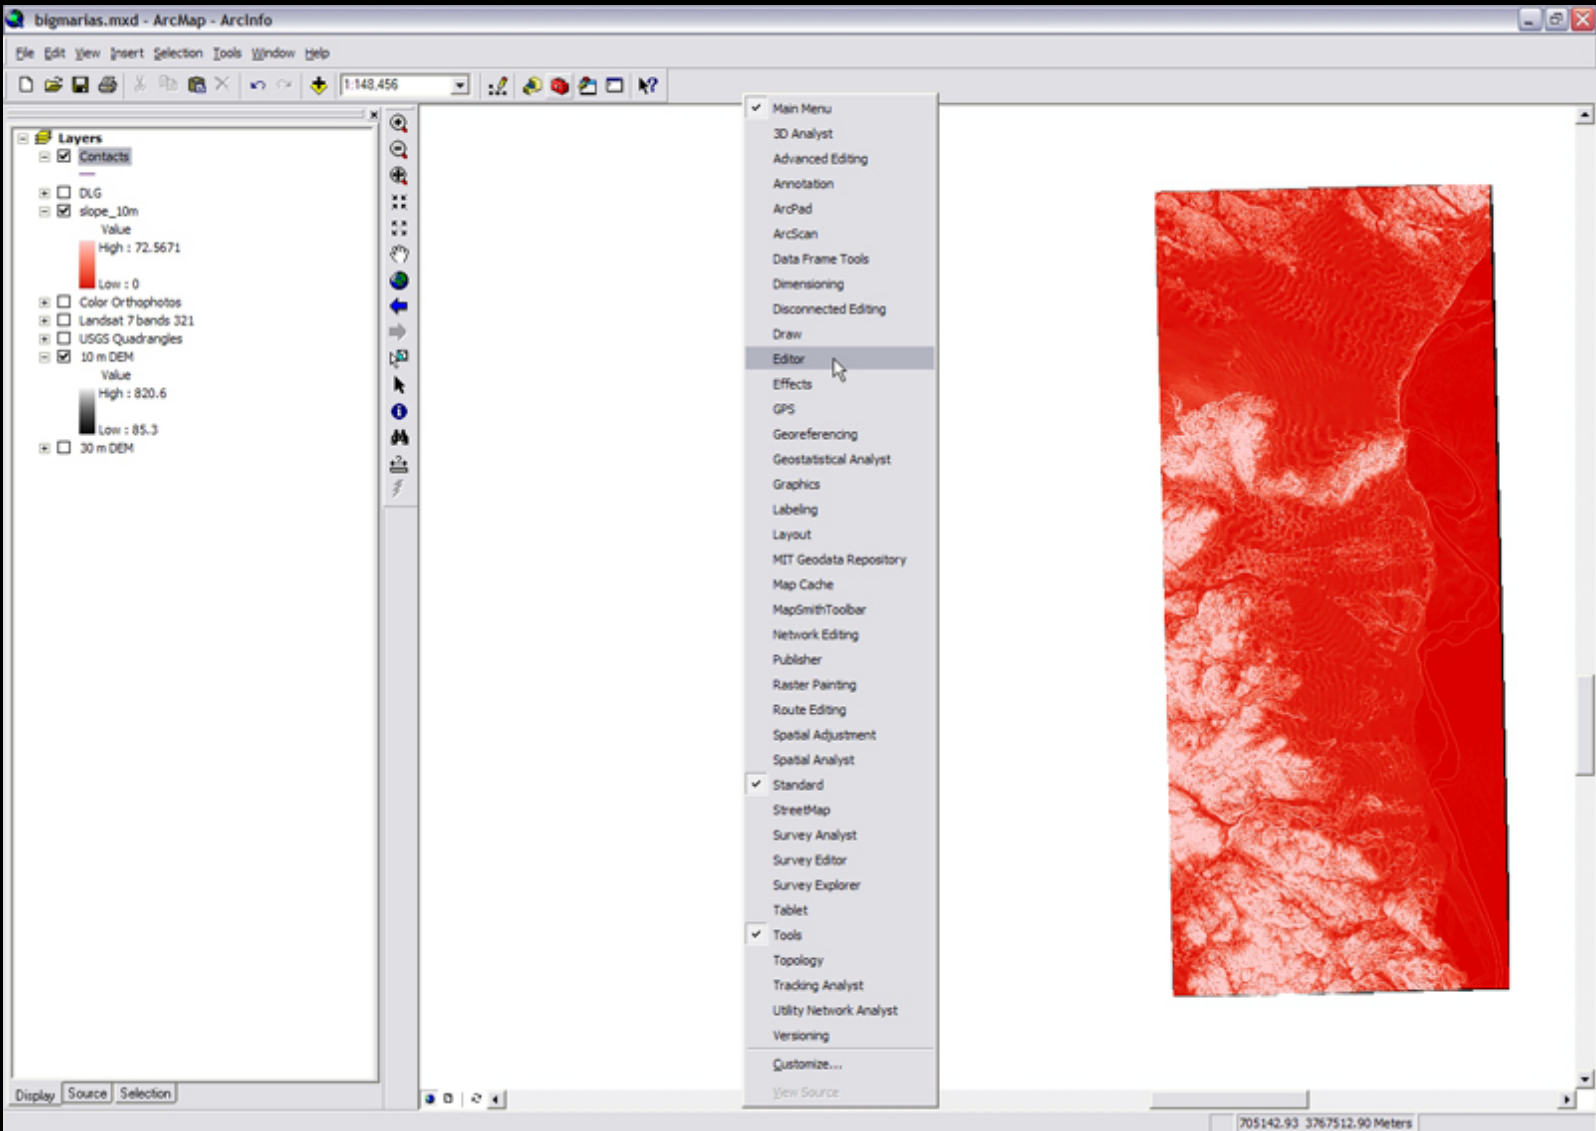 bigmarias.mxd - ArcMap - ArcInfo
File Edit View Insert Selection Tools Window Help
1:148,456
Layers
Contacts
DLG
slope_10m
Value
High : 72.5671
Low : 0
Color Orthophotos
Landsat 7 bands 321
USGS Quadrangles
10 m DEM
Value
High : 820.6
Low : 85.3
30 m DEM
Display Source Selection
Main Menu
3D Analyst
Advanced Editing
Annotation
ArcPad
ArcScan
Data Frame Tools
Dimensioning
Disconnected Editing
Draw
Editor
Effects
GPS
Georeferencing
Geostatistical Analyst
Graphics
Labeling
Layout
MIT Geodata Repository
Map Cache
MapSmithToolbar
Network Editing
Publisher
Raster Painting
Route Editing
Spatial Adjustment
Spatial Analyst
Standard
StreetMap
Survey Analyst
Survey Editor
Survey Explorer
Tablet
Tools
Topology
Tracking Analyst
Utility Network Analyst
Versioning
Customize...
View Source
705142.93 3767512.90 Meters